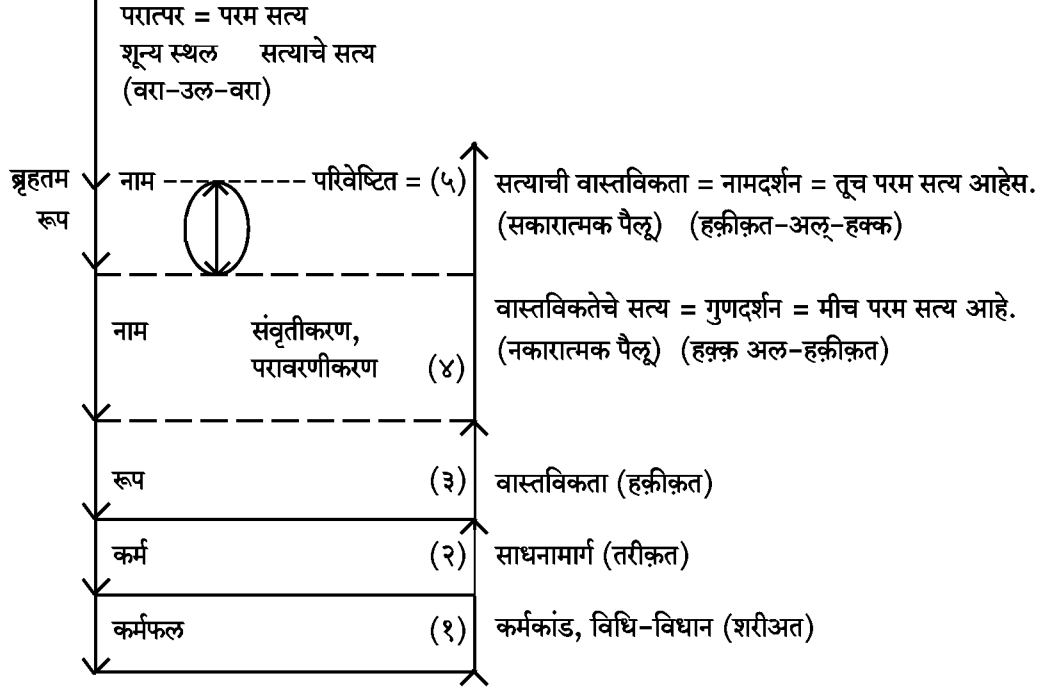 परात्पर = परम सत्य
शून्य स्थल सत्याचे सत्य
(वरा-उल-वरा)
ब्रृहतम रूप
नाम परिवेष्टित = (५) सत्याची वास्तविकता = नामदर्शन = तूच परम सत्य आहेस.
(सकारात्मक पैलू) (हक़ीक़त-अल्-हक्क)
वास्तविकतेचे सत्य = गुणदर्शन = मीच परम सत्य आहे.
नाम संवृतीकरण,
परावरणीकरण (४) (नकारात्मक पैलू) (हक़्क़ अल-हक़ीक़त)
रूप (३) वास्तविकता (हक़ीक़त)
कर्म (२) साधनामार्ग (तरीक़त)
कर्मफल (१) कर्मकांड, विधि-विधान (शरीअत)